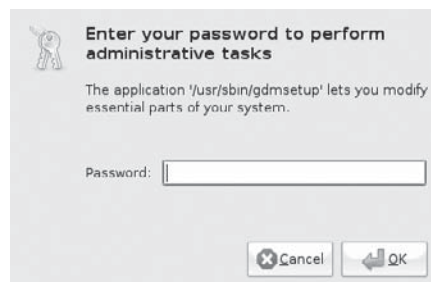 Enter your password to perform
administrative tasks
The application '/usr/sbin/gdmsetup' lets you modify
essential parts of your system.
Password:
Cancel
OK